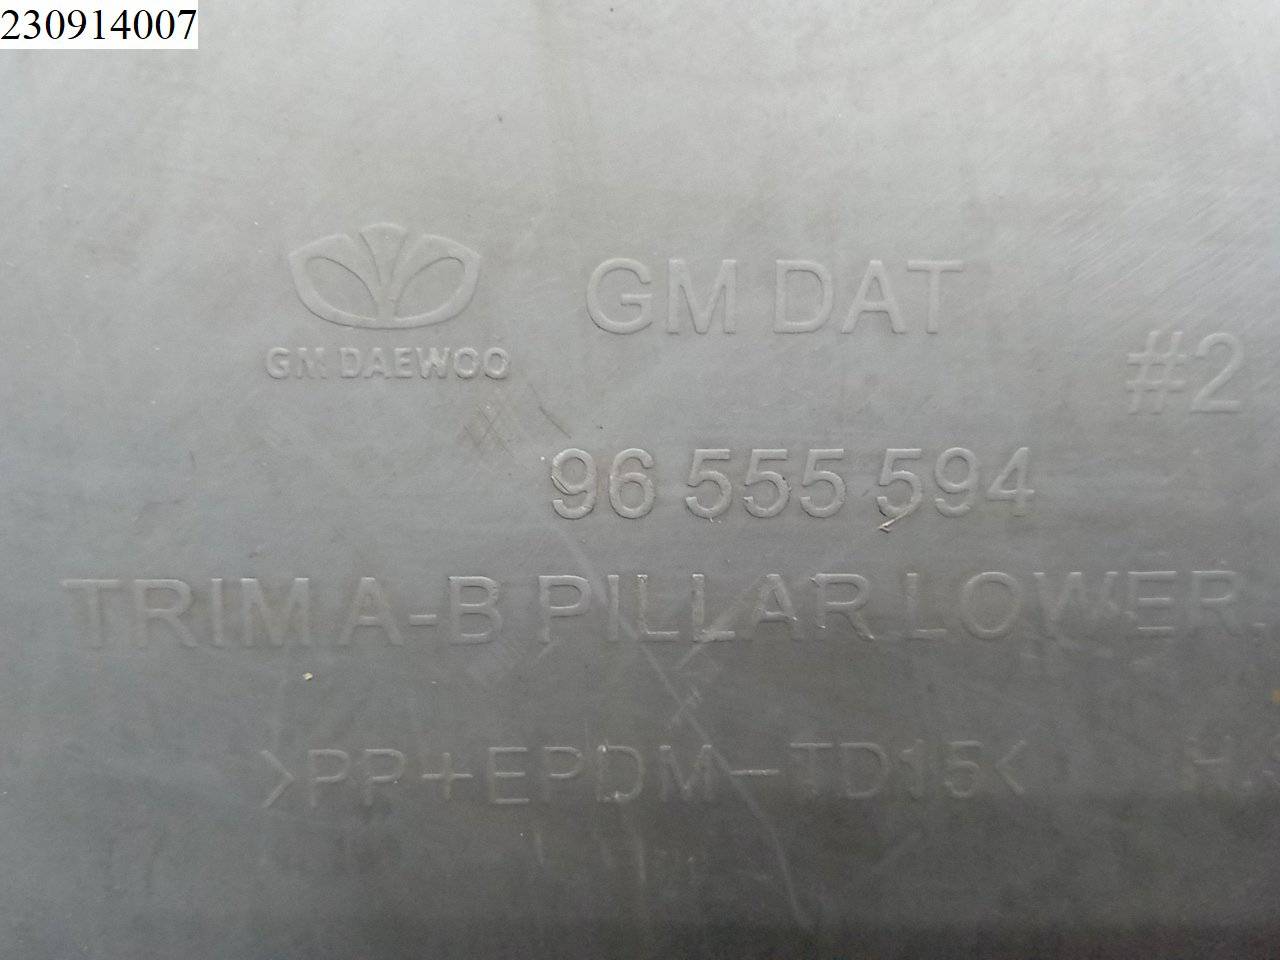 230914007
GM DAT
GM DAEWOO
#2
96 555 594
TRIM A-B PILLAR LOWER.
>PP+EPDM-TD15<